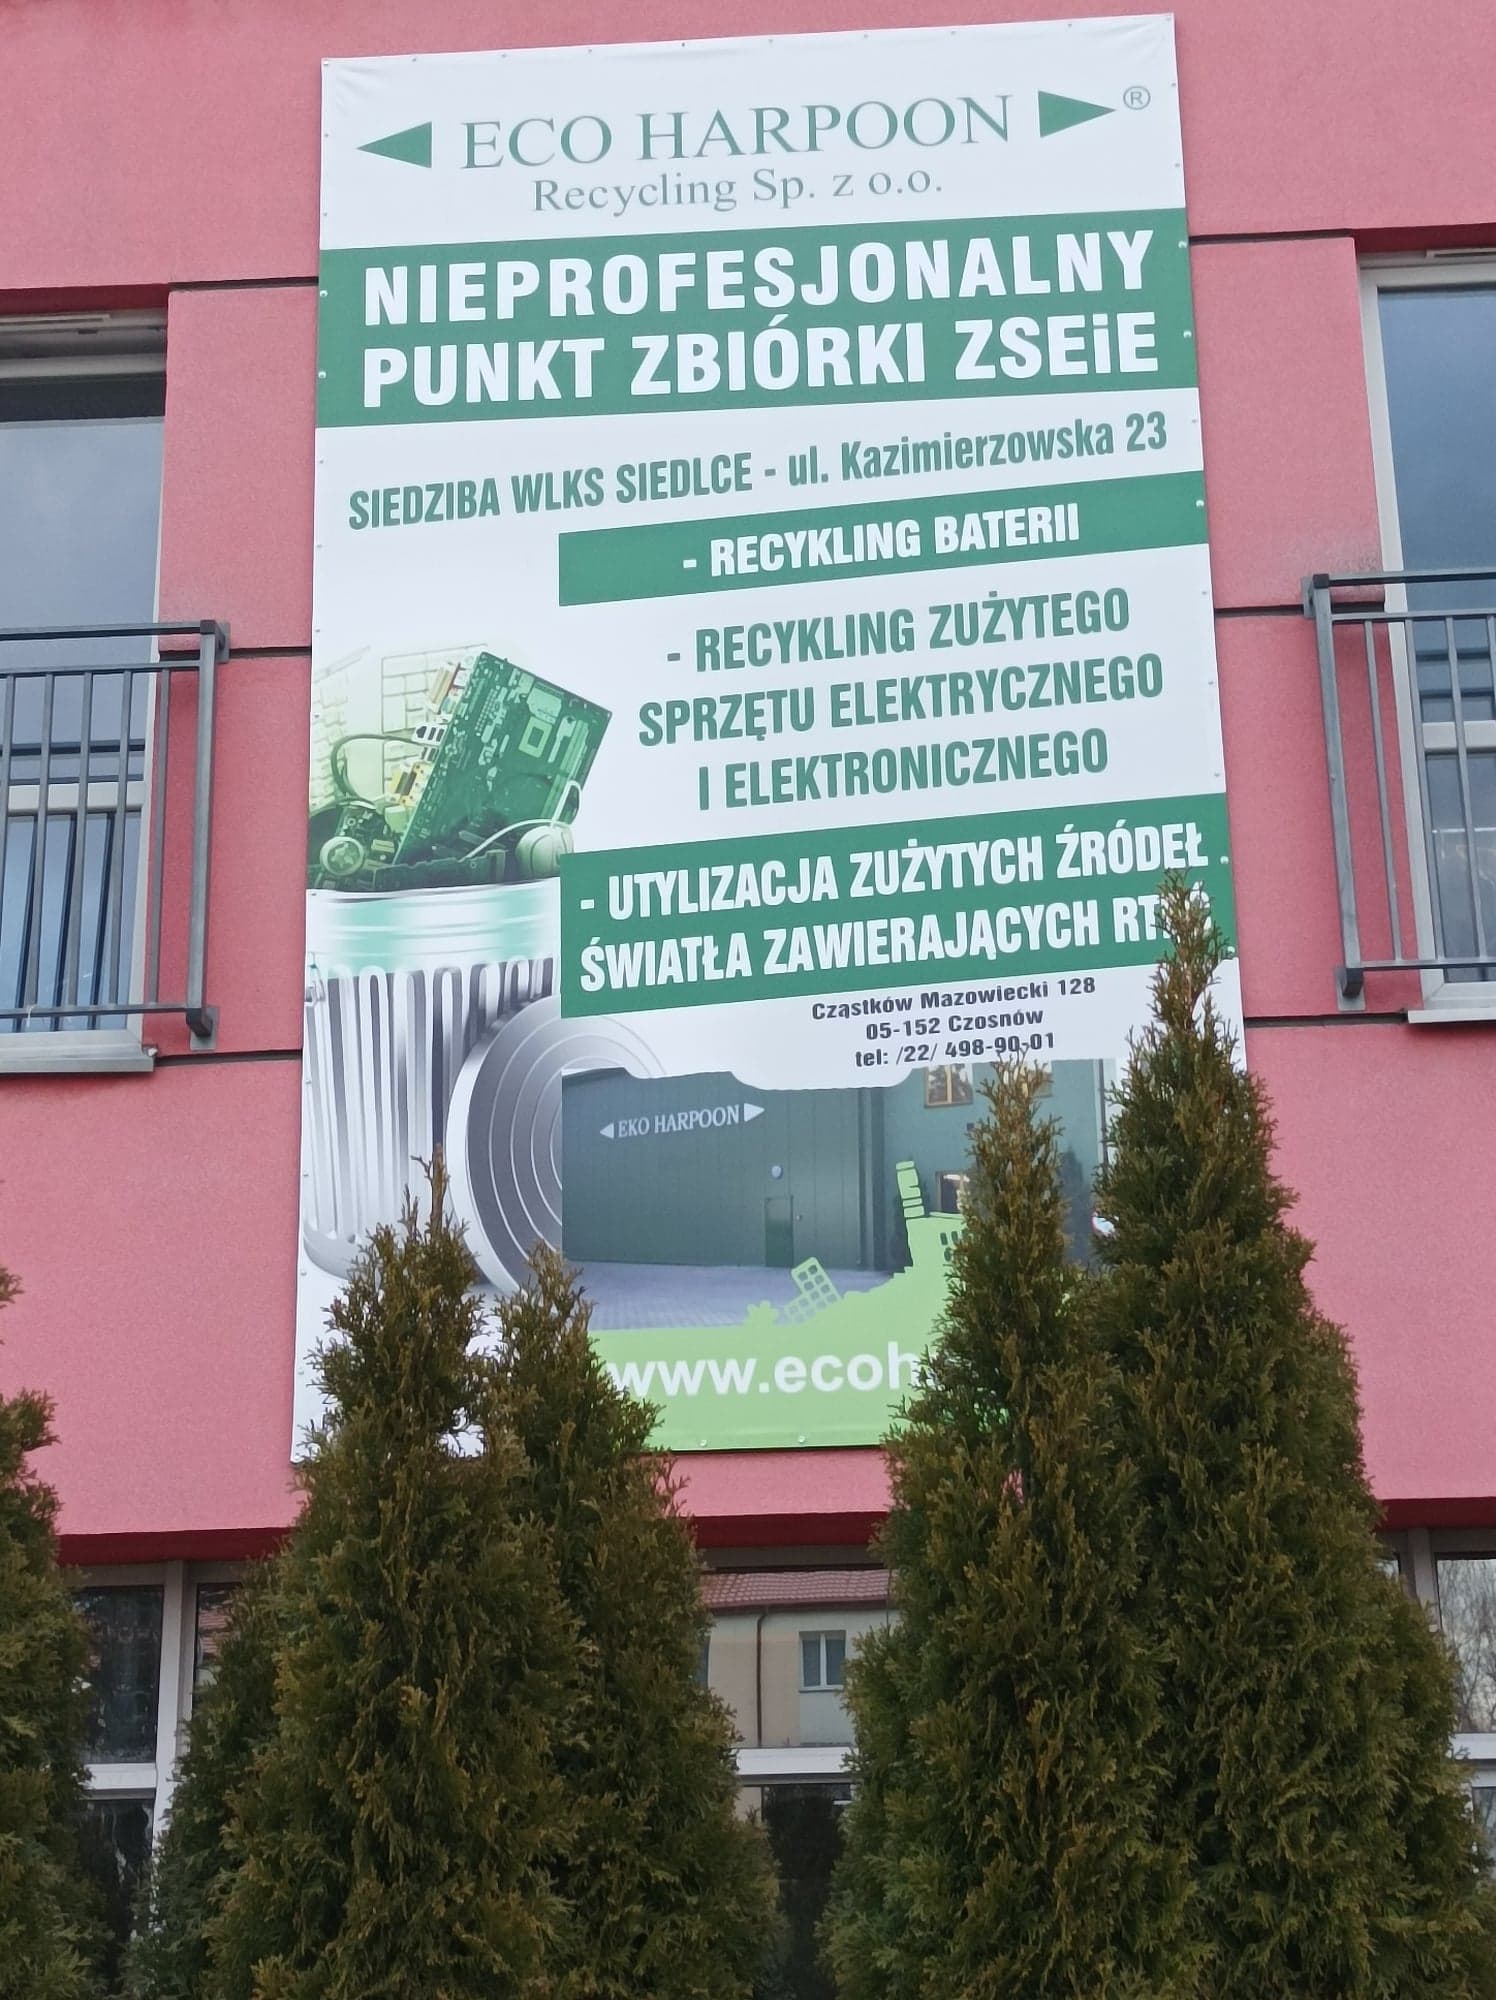 ECO HARPOON ®
Recycling Sp. z o.o.
NIEPROFESJONALNY
PUNKT ZBIÓRKI ZSEiE
SIEDZIBA WLKS SIEDLCE - ul. Kazimierzowska 23
- RECYKLING BATERII
- RECYKLING ZUŻYTEGO
SPRZĘTU ELEKTRYCZNEGO
I ELEKTRONICZNEGO
- UTYLIZACJA ZUŻYTYCH ŹRÓDEŁ
ŚWIATŁA ZAWIERAJĄCYCH
Cząstków Mazowiecki 128
05-152 Czosnów
tel: /22/ 498-90-01
EKO HARPOON
www.ecoh